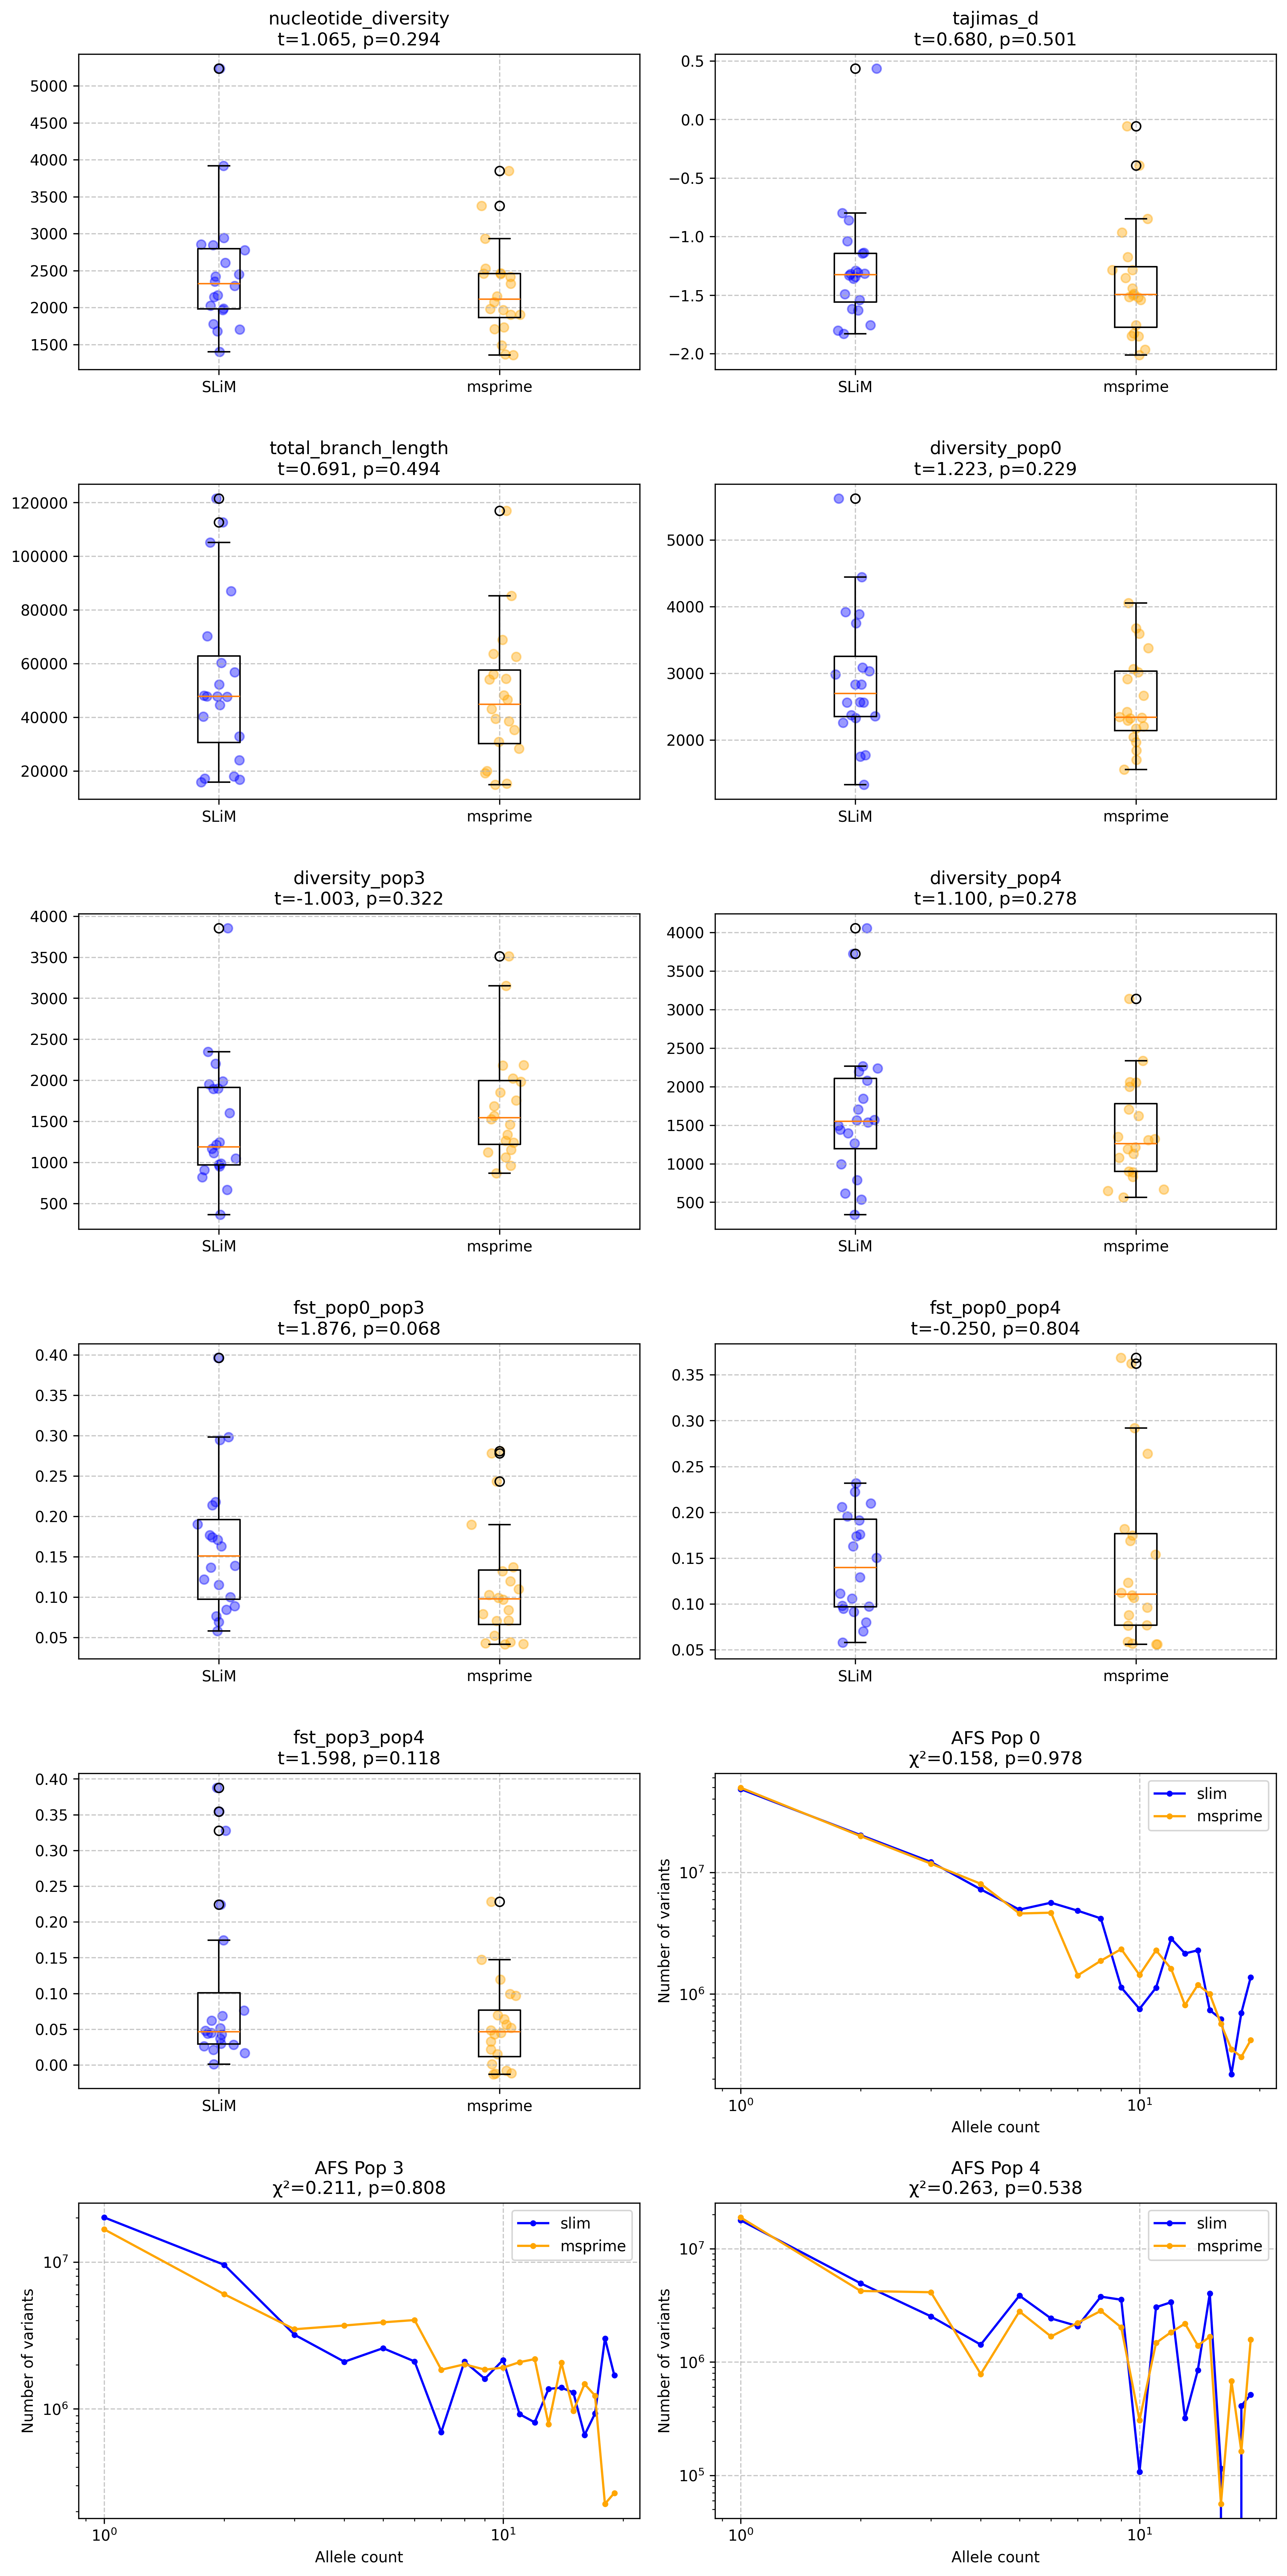 nucleotide_diversity
t=1.065, p=0.294
5000
4500
4000
3500
3000
2500
2000
1500
SLiM
msprime
tajimas_d
t=0.680, p=0.501
0.5
0.0
−0.5
−1.0
−1.5
−2.0
SLiM
msprime
total_branch_length
t=0.691, p=0.494
120000
100000
80000
60000
40000
20000
SLiM
msprime
diversity_pop0
t=1.223, p=0.229
5000
4000
3000
2000
SLiM
msprime
diversity_pop3
t=-1.003, p=0.322
4000
3500
3000
2500
2000
1500
1000
500
SLiM
msprime
diversity_pop4
t=1.100, p=0.278
4000
3500
3000
2500
2000
1500
1000
500
SLiM
msprime
fst_pop0_pop3
t=1.876, p=0.068
0.40
0.35
0.30
0.25
0.20
0.15
0.10
0.05
SLiM
msprime
fst_pop0_pop4
t=-0.250, p=0.804
0.35
0.30
0.25
0.20
0.15
0.10
0.05
SLiM
msprime
fst_pop3_pop4
t=1.598, p=0.118
0.40
0.35
0.30
0.25
0.20
0.15
0.10
0.05
0.00
SLiM
msprime
AFS Pop 0
χ²=0.158, p=0.978
slim
msprime
Number of variants
10⁷
10⁶
10⁰
10¹
Allele count
AFS Pop 3
χ²=0.211, p=0.808
slim
msprime
Number of variants
10⁷
10⁶
10⁰
10¹
Allele count
AFS Pop 4
χ²=0.263, p=0.538
slim
msprime
Number of variants
10⁷
10⁶
10⁵
10⁰
10¹
Allele count